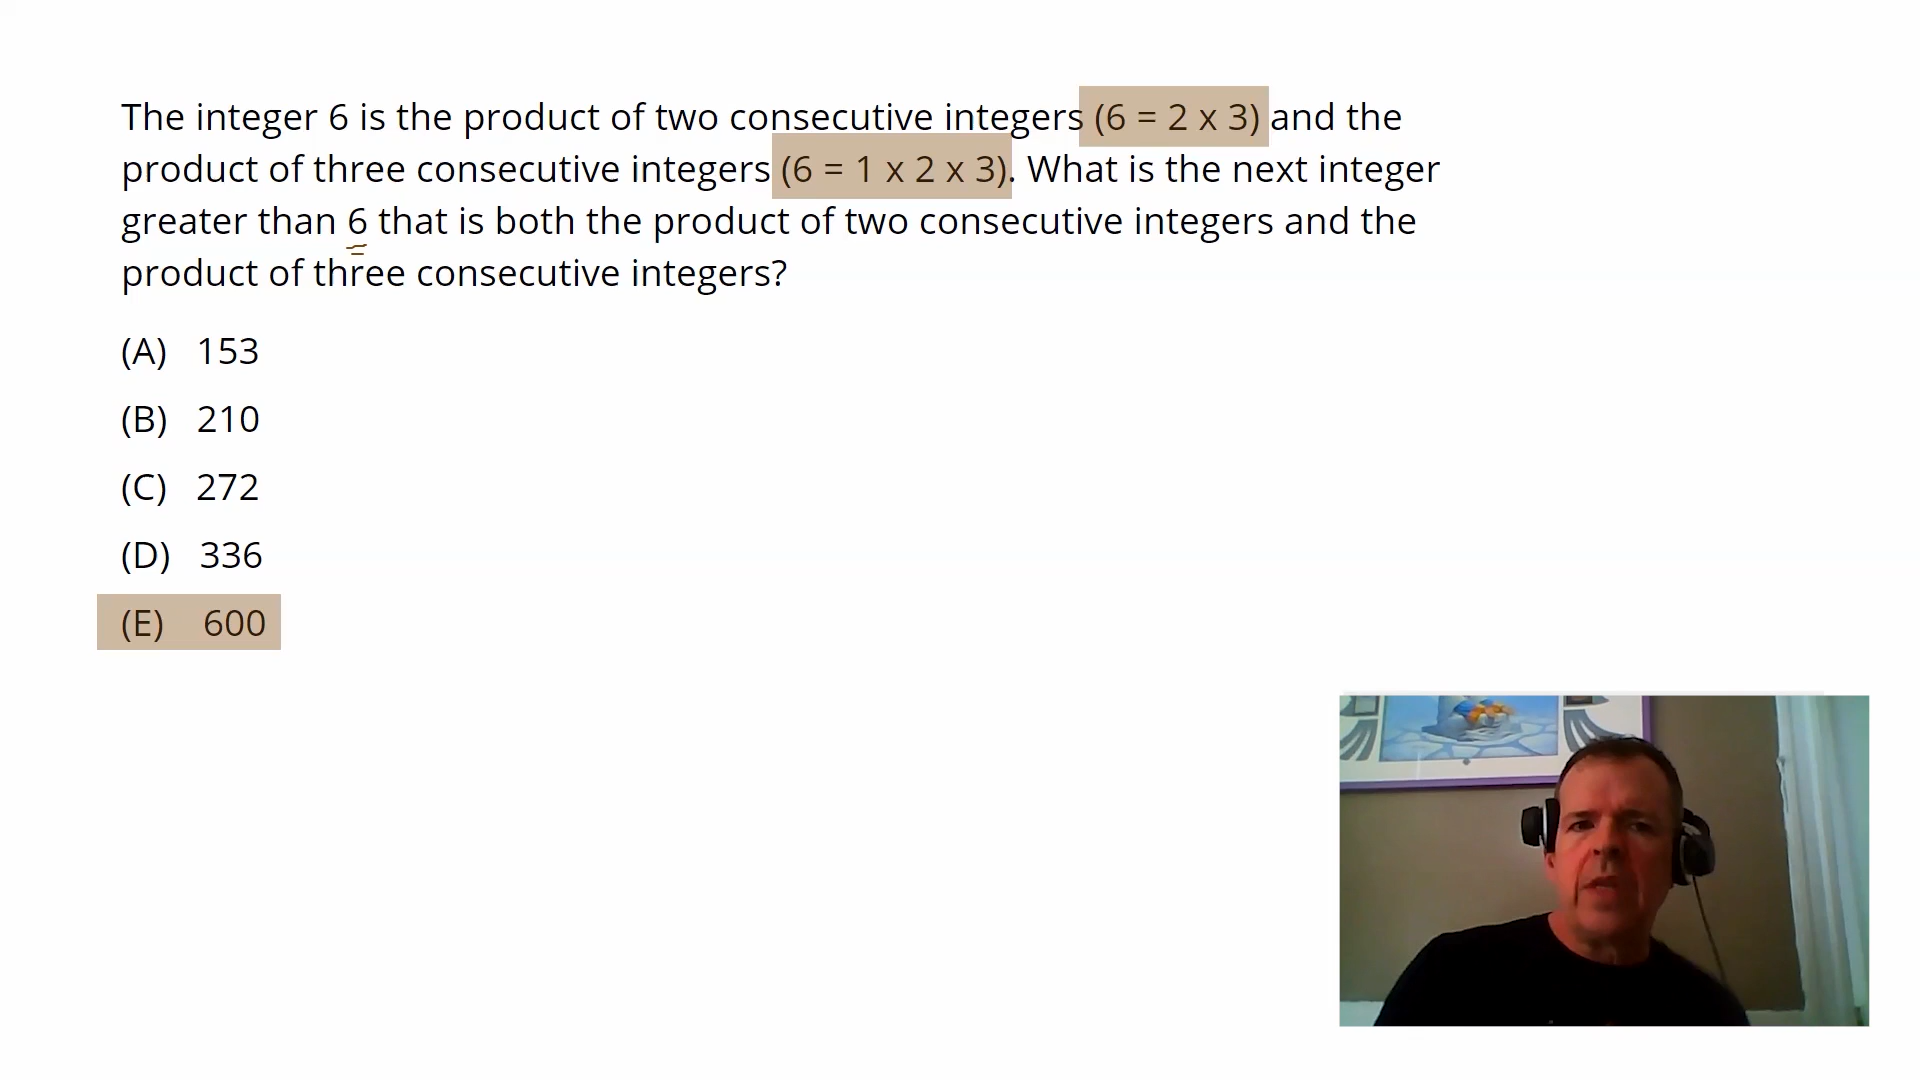 The integer 6 is the product of two consecutive integers (6 = 2 x 3) and the
product of three consecutive integers (6 = 1 x 2 x 3). What is the next integer
greater than 6 that is both the product of two consecutive integers and the
product of three consecutive integers?
(A) 153
(B) 210
(C) 272
(D) 336
(E) 600